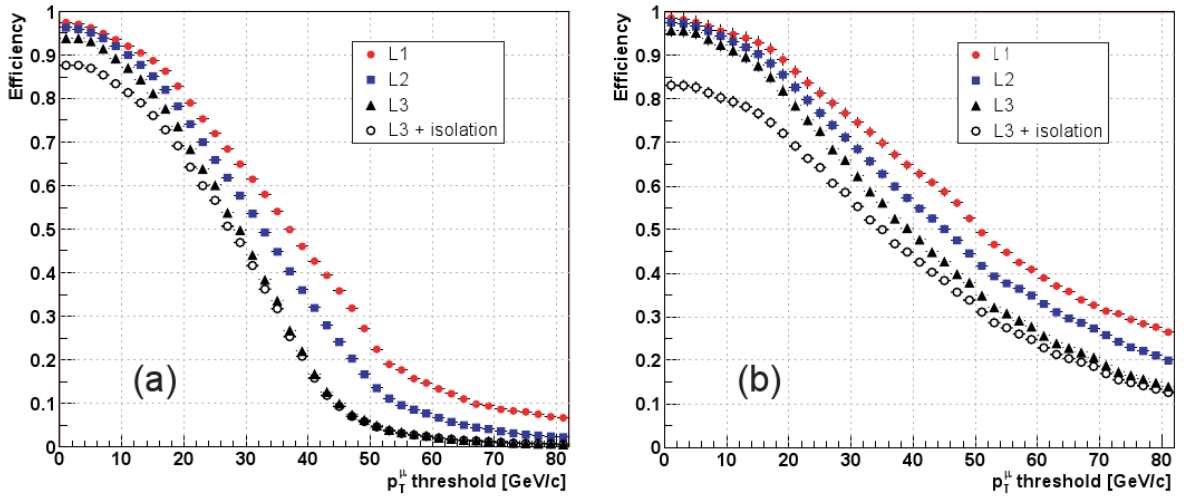 Efficiency
1
0.9
0.8
0.7
0.6
0.5
0.4
0.3
0.2
0.1
0
L1
L2
L3
L3 + isolation
(a)
0 10 20 30 40 50 60 70 80
p_T^μ threshold [GeV/c]
Efficiency
1
0.9
0.8
0.7
0.6
0.5
0.4
0.3
0.2
0.1
0
L1
L2
L3
L3 + isolation
(b)
0 10 20 30 40 50 60 70 80
p_T^μ threshold [GeV/c]